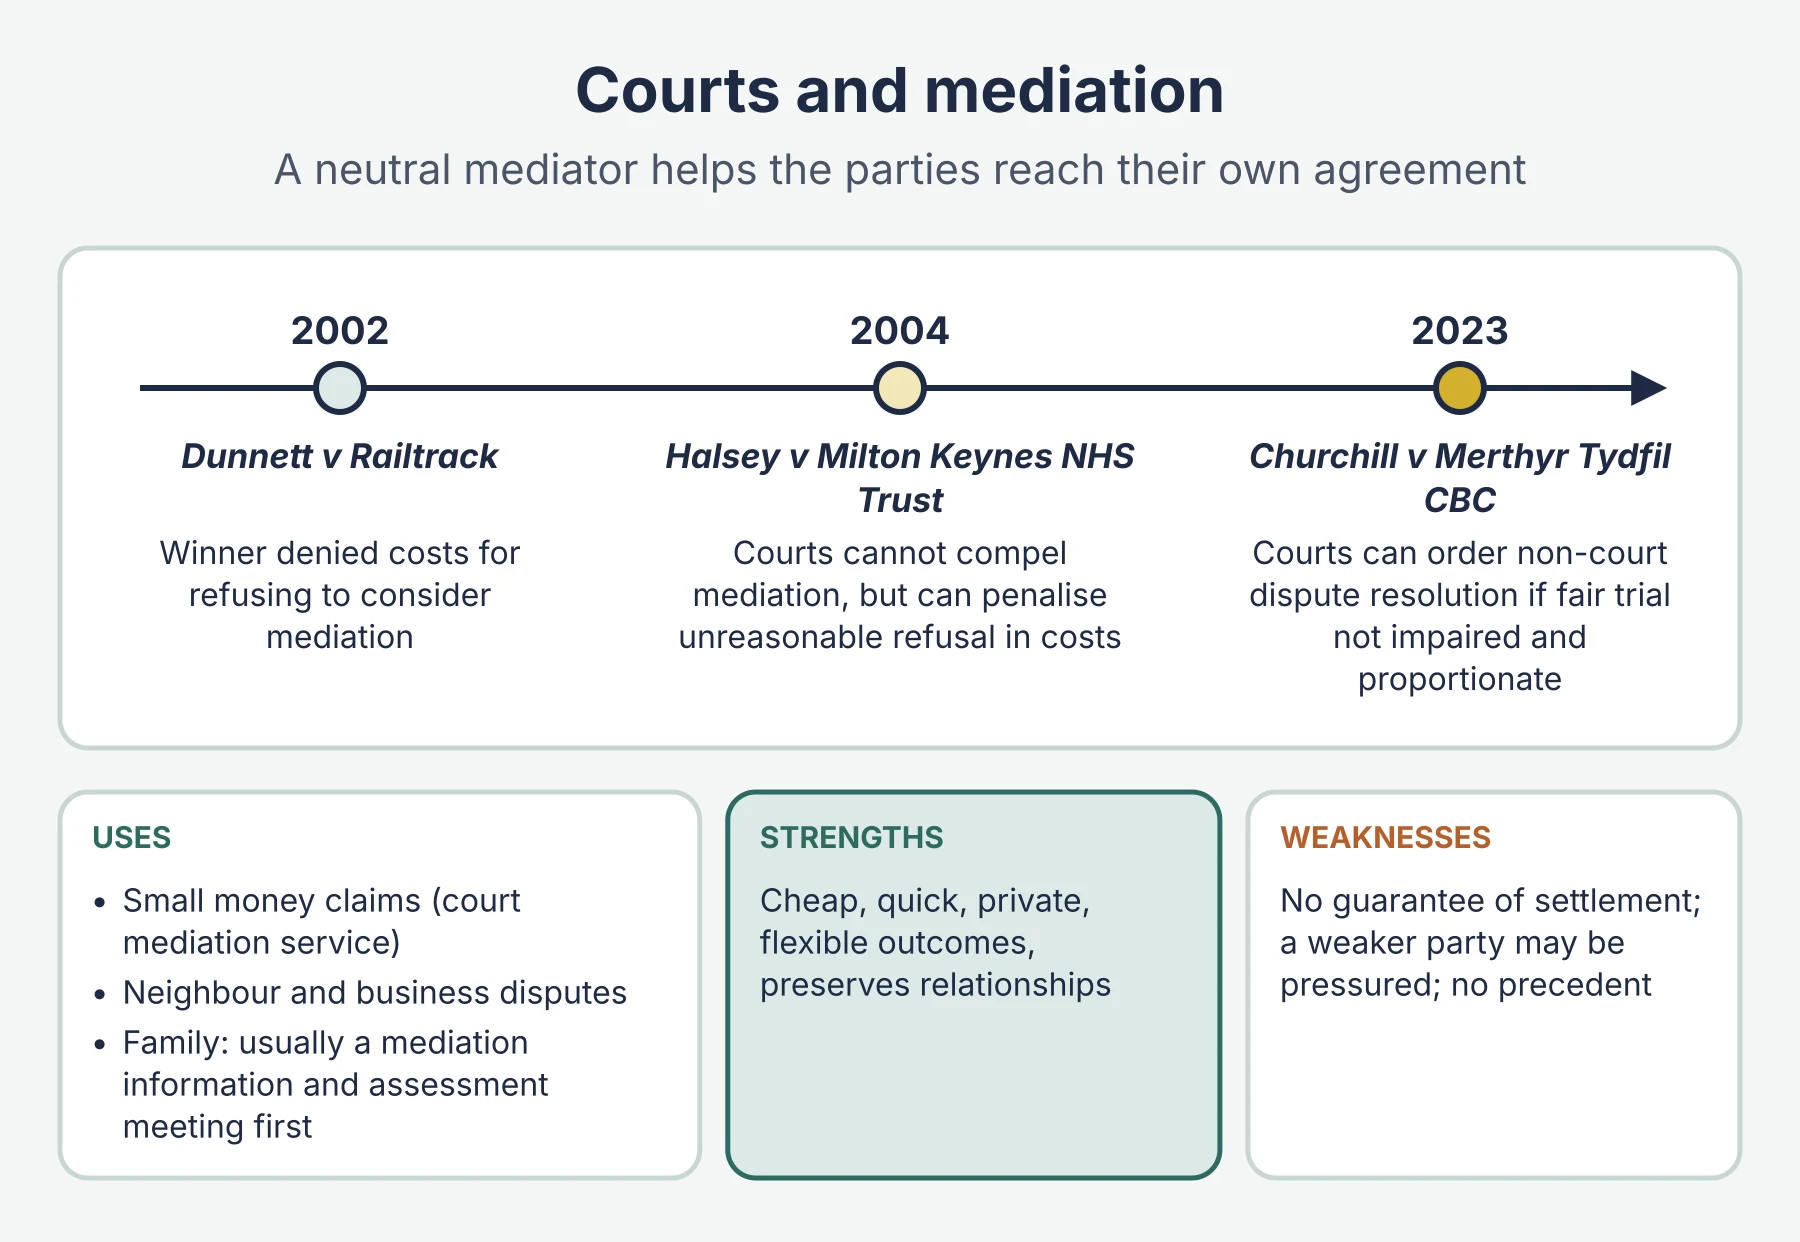 Courts and mediation
A neutral mediator helps the parties reach their own agreement
2002
Dunnett v Railtrack
Winner denied costs for
refusing to consider
mediation
2004
Halsey v Milton Keynes NHS
Trust
Courts cannot compel
mediation, but can penalise
unreasonable refusal in costs
2023
Churchill v Merthyr Tydfil
CBC
Courts can order non-court
dispute resolution if fair trial
not impaired and
proportionate
USES
• Small money claims (court
mediation service)
• Neighbour and business disputes
• Family: usually a mediation
information and assessment
meeting first
STRENGTHS
Cheap, quick, private,
flexible outcomes,
preserves relationships
WEAKNESSES
No guarantee of settlement;
a weaker party may be
pressured; no precedent